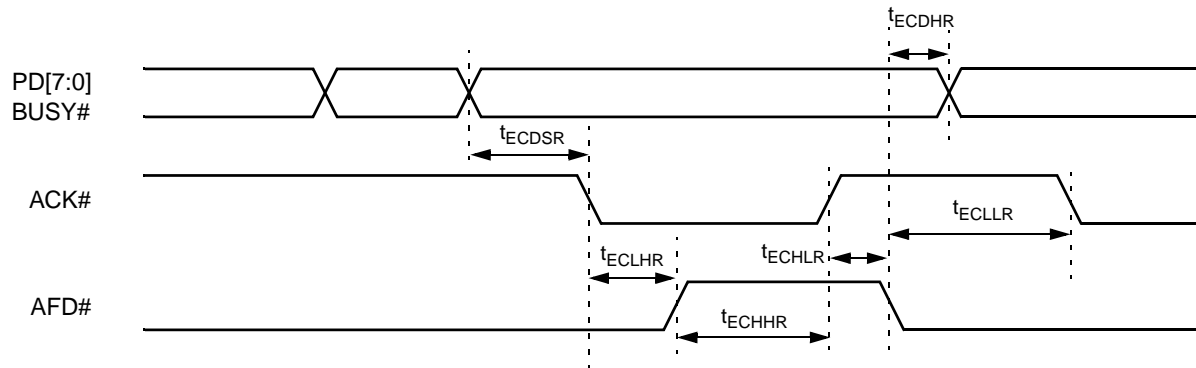 tECDHR
PD[7:0]
BUSY#
tECDSR
ACK#
tECLLR
tECHLR
tECLHR
AFD#
tECHHR